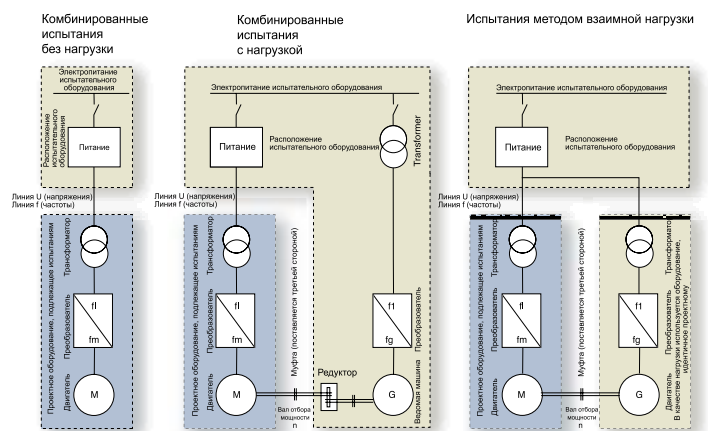 Комбинированные
испытания
без нагрузки
Электропитание
испытательного
оборудования
Расположение
испытательного
оборудования
Питание
Линия U (напряжения)
Линия f (частоты)
Проектное оборудование, подлежащее испытаниям
Трансформатор
Преобразователь
fl
fm
Двигатель
M
Комбинированные
испытания
с нагрузкой
Электропитание испытательного оборудования
Питание
Расположение
испытательного оборудования
Transformer
Линия U (напряжения)
Линия f (частоты)
Проектное оборудование, подлежащее испытаниям
Трансформатор
Преобразователь
fl
fm
Двигатель
M
Муфта (поставляется третьей стороной)
Редуктор
Вал отбора
мощности
n
f1
fg
Преобразователь
G
Ведомая машина
Испытания методом взаимной нагрузки
Электропитание испытательного оборудования
Питание
Расположение
испытательного оборудования
Линия U (напряжения)
Линия f (частоты)
Проектное оборудование, подлежащее испытаниям
Трансформатор
Преобразователь
fl
fm
Двигатель
M
Муфта (поставляется третьей стороной)
Вал отбора
мощности
n
f1
fg
G
Трансформатор
Преобразователь
Двигатель
В качестве нагрузки используется оборудование,
идентичное проектному